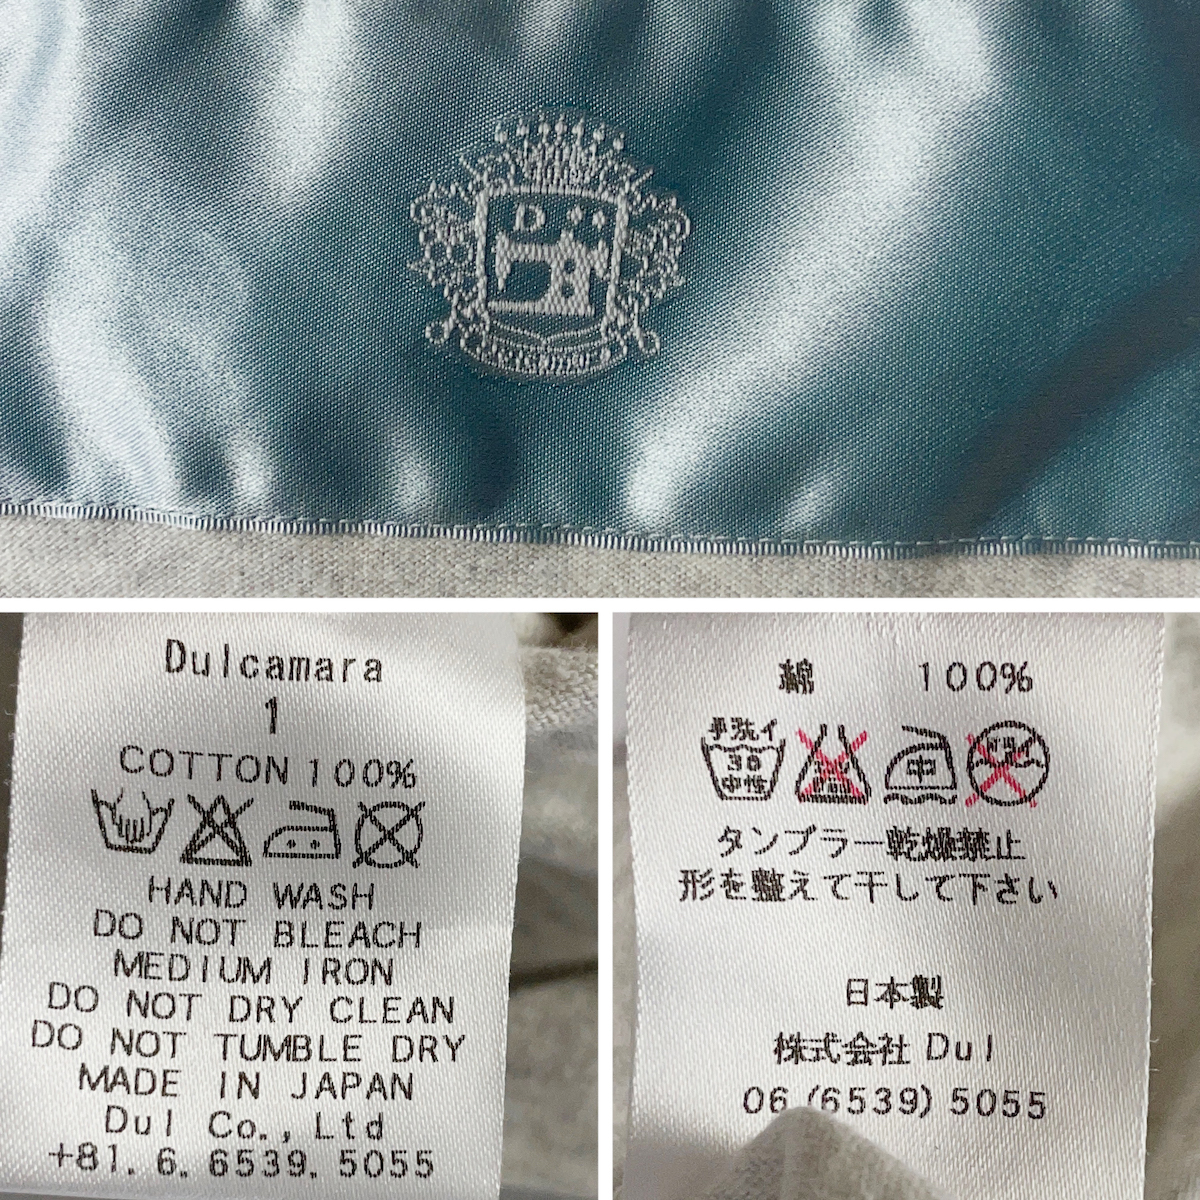 D
Dulcamara
1
COTTON 100%
HAND WASH
DO NOT BLEACH
MEDIUM IRON
DO NOT DRY CLEAN
DO NOT TUMBLE DRY
MADE IN JAPAN
Dul Co., Ltd
+81. 6. 6539. 5055
綿 100%
手洗イ
30
中性
中
タンブラー乾燥禁止
形を整えて干して下さい
日本製
株式会社 Dul
06 (6539) 5055